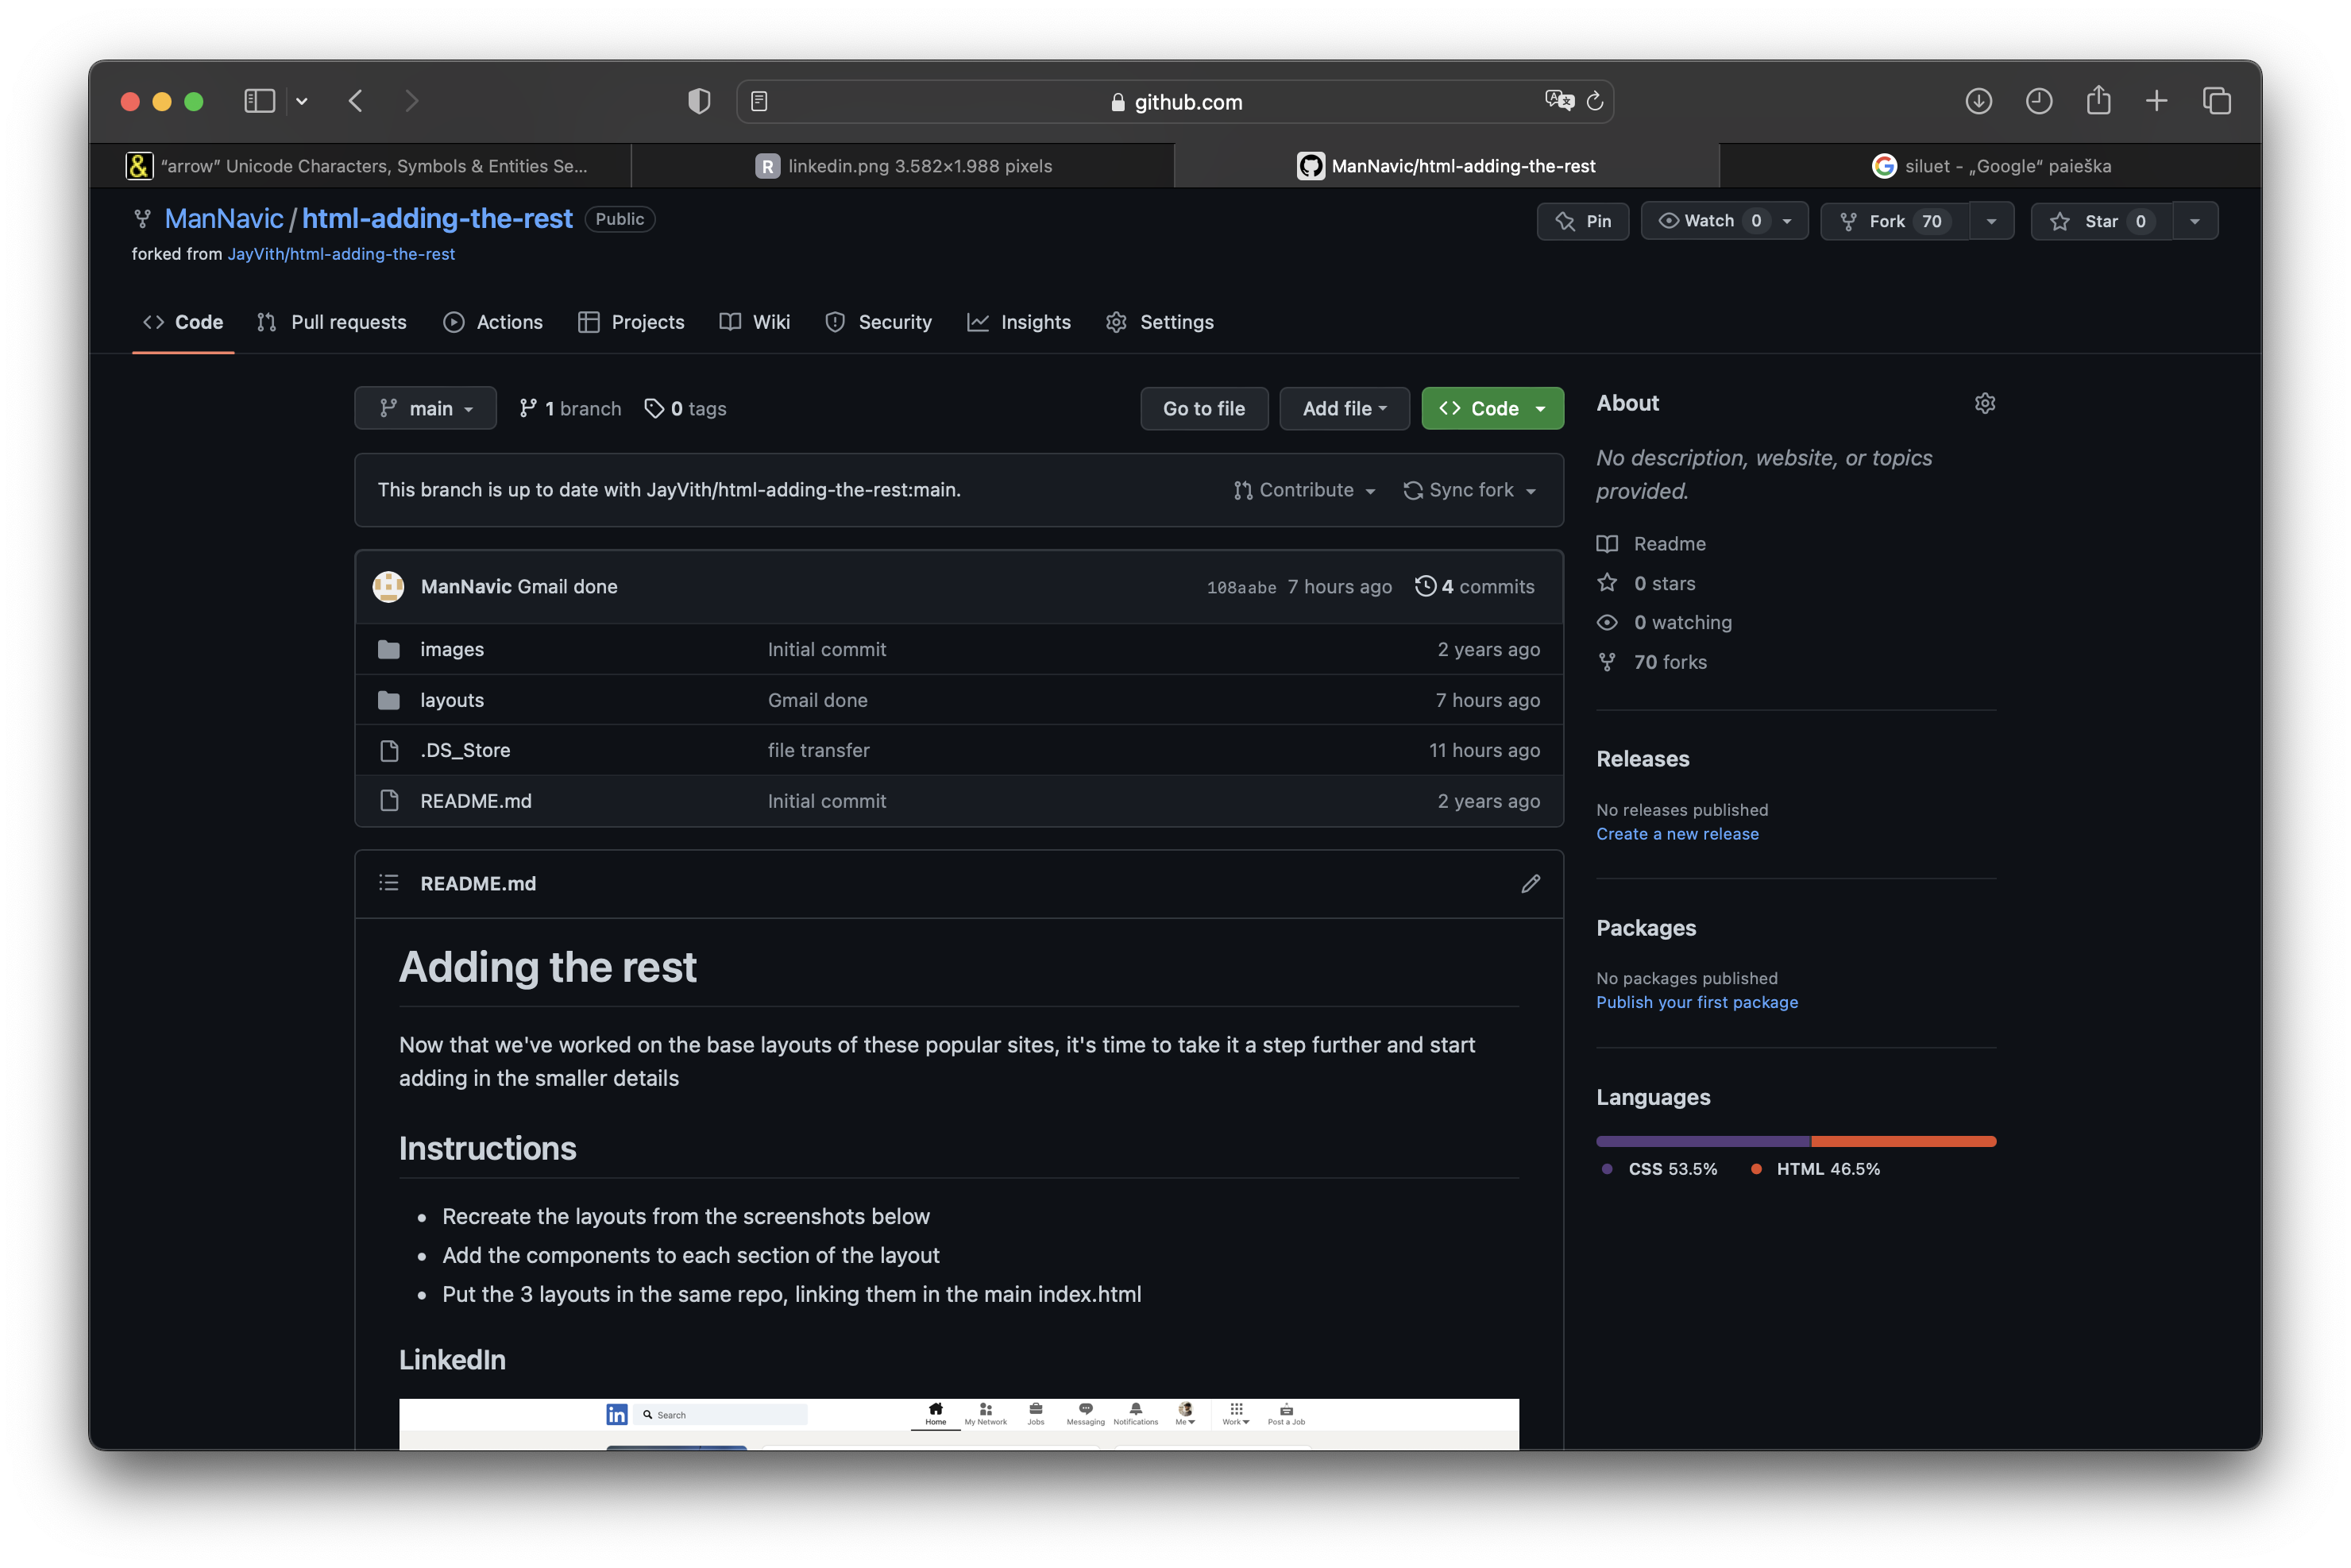 github.com
“arrow” Unicode Characters, Symbols & Entities Se...
R linkedin.png 3.582×1.988 pixels
ManNavic/html-adding-the-rest
siluet - „Google“ paieška
ManNavic/html-adding-the-rest Public
Pin
Watch 0
Fork 70
Star 0
forked from JayVith/html-adding-the-rest
Code
Pull requests
Actions
Projects
Wiki
Security
Insights
Settings
main
1 branch
0 tags
Go to file
Add file
Code
This branch is up to date with JayVith/html-adding-the-rest:main.
Contribute
Sync fork
ManNavic Gmail done 108aabe 7 hours ago 4 commits
images Initial commit 2 years ago
layouts Gmail done 7 hours ago
.DS_Store file transfer 11 hours ago
README.md Initial commit 2 years ago
README.md
Adding the rest
Now that we've worked on the base layouts of these popular sites, it's time to take it a step further and start
adding in the smaller details
Instructions
• Recreate the layouts from the screenshots below
• Add the components to each section of the layout
• Put the 3 layouts in the same repo, linking them in the main index.html
LinkedIn
in Search Home My Network Jobs Messaging Notifications Me Work Post a Job
About
No description, website, or topics
provided.
Readme
0 stars
0 watching
70 forks
Releases
No releases published
Create a new release
Packages
No packages published
Publish your first package
Languages
CSS 53.5% HTML 46.5%